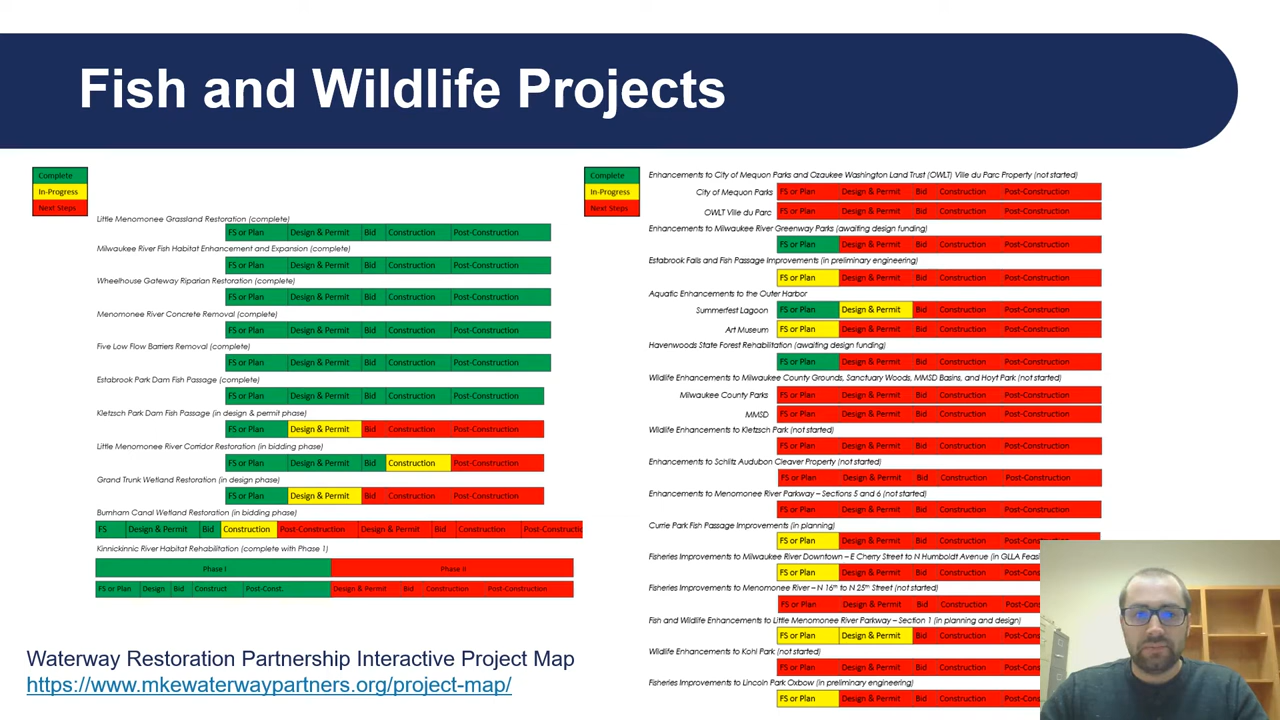 Fish and Wildlife Projects
Complete
In-Progress
Next Steps
Little Menomonee Grassland Restoration (complete)
FS or Plan Design & Permit Bid Construction Post-Construction
Milwaukee River Fish Habitat Enhancement and Expansion (complete)
FS or Plan Design & Permit Bid Construction Post-Construction
Wheelhouse Gateway Riparian Restoration (complete)
FS or Plan Design & Permit Bid Construction Post-Construction
Menomonee River Concrete Removal (complete)
FS or Plan Design & Permit Bid Construction Post-Construction
Five Low Flow Barriers Removal (complete)
FS or Plan Design & Permit Bid Construction Post-Construction
Estabrook Park Dam Fish Passage (complete)
FS or Plan Design & Permit Bid Construction Post-Construction
Kletzsch Park Dam Fish Passage (in design & permit phase)
FS or Plan Design & Permit Bid Construction Post-Construction
Little Menomonee River Corridor Restoration (in bidding phase)
FS or Plan Design & Permit Bid Construction Post-Construction
Grand Trunk Wetland Restoration (in design phase)
FS or Plan Design & Permit Bid Construction Post-Construction
Burnham Canal Wetland Restoration (in bidding phase)
FS Design & Permit Bid Construction Post-Construction Design & Permit Bid Construction Post-Constructio
Kinnickinnic River Habitat Rehabilitation (complete with Phase 1)
Phase I Phase II
FS or Plan Design Bid Construct Post-Const. Design & Permit Bid Construction Post-Construction
Waterway Restoration Partnership Interactive Project Map
https://www.mkewaterwaypartners.org/project-map/
Complete
In-Progress
Next Steps
Enhancements to City of Mequon Parks and Ozaukee Washington Land Trust (OWLT) Ville du Parc Property (not started)
City of Mequon Parks FS or Plan Design & Permit Bid Construction Post-Construction
OWLT Ville du Parc FS or Plan Design & Permit Bid Construction Post-Construction
Enhancements to Milwaukee River Greenway Parks (awaiting design funding)
FS or Plan Design & Permit Bid Construction Post-Construction
Estabrook Falls and Fish Passage Improvements (in preliminary engineering)
FS or Plan Design & Permit Bid Construction Post-Construction
Aquatic Enhancements to the Outer Harbor
Summerfest Lagoon FS or Plan Design & Permit Bid Construction Post-Construction
Art Museum FS or Plan Design & Permit Bid Construction Post-Construction
Havenwoods State Forest Rehabilitation (awaiting design funding)
FS or Plan Design & Permit Bid Construction Post-Construction
Wildlife Enhancements to Milwaukee County Grounds, Sanctuary Woods, MMSD Basins, and Hoyt Park (not started)
Milwaukee County Parks FS or Plan Design & Permit Bid Construction Post-Construction
MMSD FS or Plan Design & Permit Bid Construction Post-Construction
Wildlife Enhancements to Kletzsch Park (not started)
FS or Plan Design & Permit Bid Construction Post-Construction
Enhancements to Schlitz Audubon Cleaver Property (not started)
FS or Plan Design & Permit Bid Construction Post-Construction
Enhancements to Menomonee River Parkway – Sections 5 and 6 (not started)
FS or Plan Design & Permit Bid Construction Post-Construction
Currie Park Fish Passage Improvements (in planning)
FS or Plan Design & Permit Bid Construction Post-Construction
Fisheries Improvements to Milwaukee River Downtown – E Cherry Street to N Humboldt Avenue (in GLLA Feas
FS or Plan Design & Permit Bid Construction Post-Con
Fisheries Improvements to Menomonee River – N 16th to N 25th Street (not started)
FS or Plan Design & Permit Bid Construction Post-Con
Fish and Wildlife Enhancements to Little Menomonee River Parkway – Section 1 (in planning and design)
FS or Plan Design & Permit Bid Construction Post-Con
Wildlife Enhancements to Kohl Park (not started)
FS or Plan Design & Permit Bid Construction Post-Con
Fisheries Improvements to Lincoln Park Oxbow (in preliminary engineering)
FS or Plan Design & Permit Bid Construction Post-Con